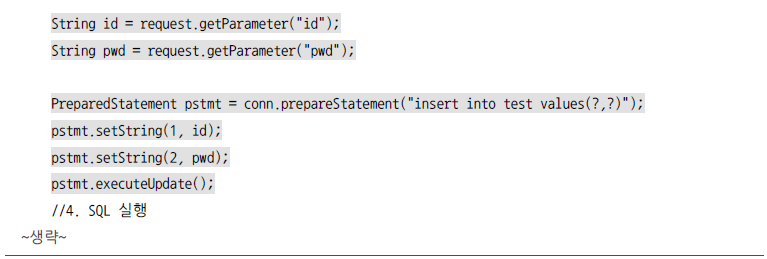 String id = request.getParameter("id");
String pwd = request.getParameter("pwd");
PreparedStatement pstmt = conn.prepareStatement("insert into test values(?,?)");
pstmt.setString(1, id);
pstmt.setString(2, pwd);
pstmt.executeUpdate();
//4. SQL 실행
~생략~